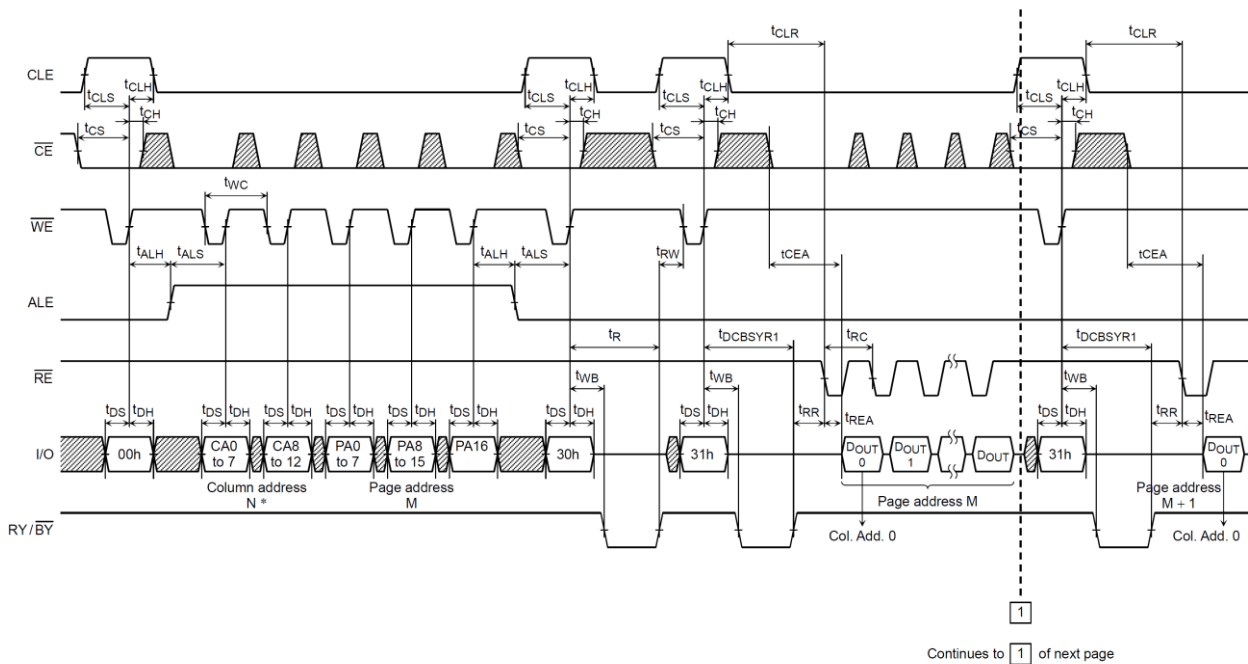 tCLR tCLR
CLE
tCLH tCLH tCLH tCLH
tCLS tCLS tCLS tCLS
tCH tCH tCH tCH
tCS tCS tCS tCS
CE
tWC
WE
tALH tALS tALH tALS tRW tCEA tCEA
ALE
tR tDCBSYR1 tRC tDCBSYR1
RE
tWB tWB tWB
tDS tDH tDS tDH tDS tDH tDS tDH tDS tDH tDS tDH tDS tDH tDS tDH tRR tREA tDS tDH tRR tREA
I/O 00h CA0 to 7 CA8 to 12 PA0 to 7 PA8 to 15 PA16 30h 31h DOUT 0 DOUT 1 DOUT 31h DOUT 0
Column address Page address Page address M Page address
N * M M + 1
RY / BY
Col. Add. 0 Col. Add. 0
1
Continues to 1 of next page